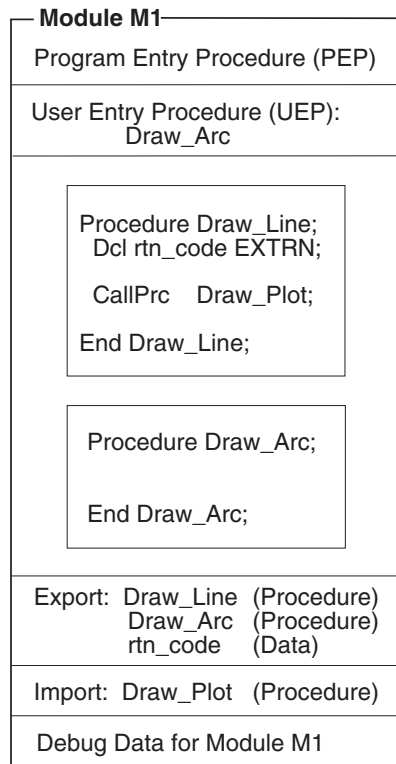 Module M1
Program Entry Procedure (PEP)
User Entry Procedure (UEP):
Draw_Arc
Procedure Draw_Line;
Dcl rtn_code EXTRN;
CallPrc Draw_Plot;
End Draw_Line;
Procedure Draw_Arc;
End Draw_Arc;
Export: Draw_Line (Procedure)
Draw_Arc (Procedure)
rtn_code (Data)
Import: Draw_Plot (Procedure)
Debug Data for Module M1